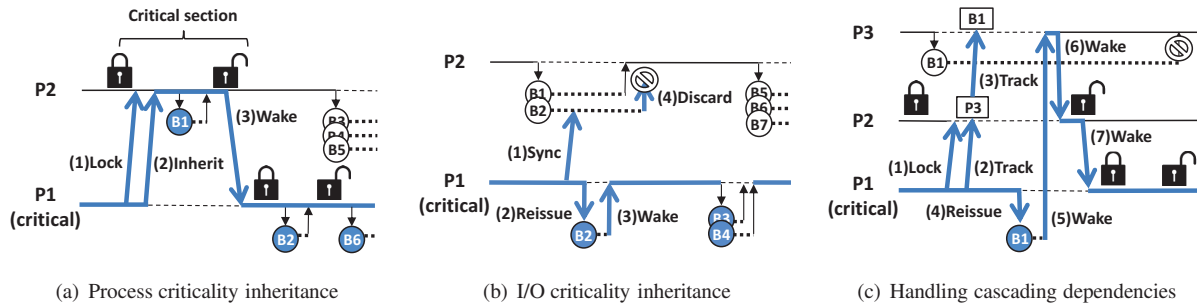 Critical section
P2
B1
(3)Wake
B3
B4
B5
(1)Lock
(2)Inherit
P1
(critical)
B2
B6
(a) Process criticality inheritance
P2
B1
B2
(4)Discard
B5
B6
B7
(1)Sync
P1
(critical)
(2)Reissue
(3)Wake
B2
B3
B4
(b) I/O criticality inheritance
P3
B1
B1
(6)Wake
(3)Track
P3
P2
(7)Wake
(1)Lock
(2)Track
P1
(critical)
(4)Reissue
(5)Wake
B1
(c) Handling cascading dependencies